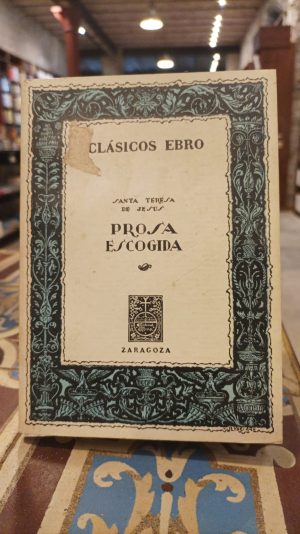 CLÁSICOS EBRO
SANTA TERESA
DE JESUS
PROSA
ESCOGIDA
ZARAGOZA